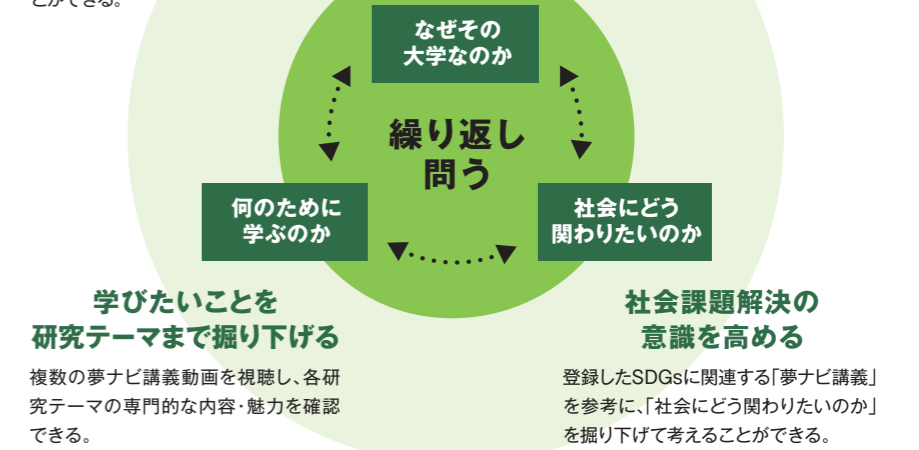 とができる。
なぜその
大学なのか
繰り返し
問う
何のために
学ぶのか
社会にどう
関わりたいのか
学びたいことを
研究テーマまで掘り下げる
複数の夢ナビ講義動画を視聴し、各研
究テーマの専門的な内容・魅力を確認
できる。
社会課題解決の
意識を高める
登録したSDGsに関連する「夢ナビ講義」
を参考に、「社会にどう関わりたいのか」
を掘り下げて考えることができる。